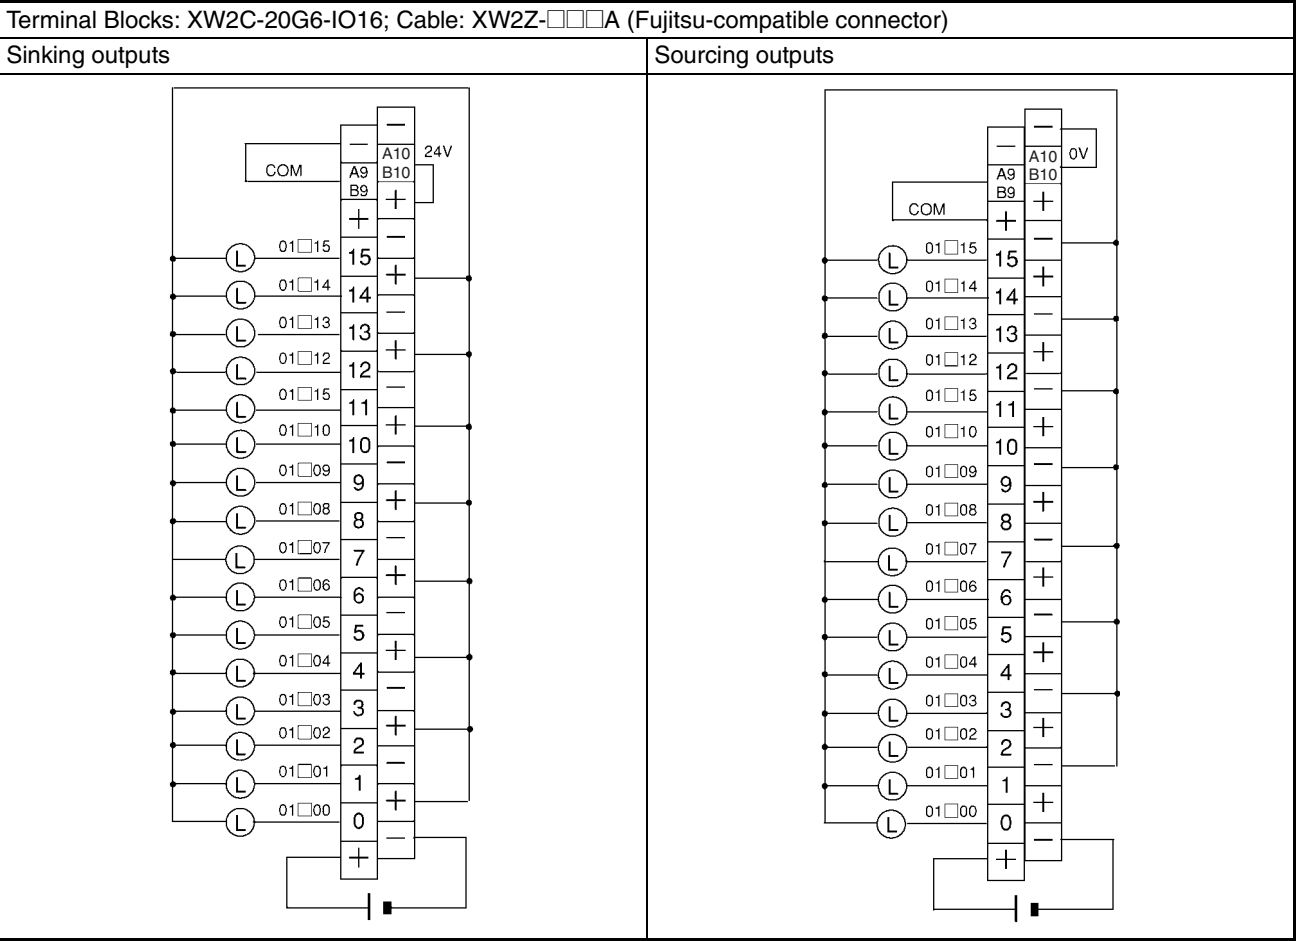 Terminal Blocks: XW2C-20G6-IO16; Cable: XW2Z-□□□A (Fujitsu-compatible connector)
Sinking outputs
Sourcing outputs
−
− A10 24V
COM A9 B10
B9 +
+ −
01□15
L 15 +
01□14
L 14 −
01□13
L 13 +
01□12
L 12 −
01□15
L 11 +
01□10
L 10 −
01□09
L 9 +
01□08
L 8 −
01□07
L 7 +
01□06
L 6 −
01□05
L 5 +
01□04
L 4 −
01□03
L 3 +
01□02
L 2 −
01□01
L 1 +
01□00
L 0 −
+
−
− A10 0V
A9 B10
B9 +
COM + −
01□15
L 15 +
01□14
L 14 −
01□13
L 13 +
01□12
L 12 −
01□15
L 11 +
01□10
L 10 −
01□09
L 9 +
01□08
L 8 −
01□07
L 7 +
01□06
L 6 −
01□05
L 5 +
01□04
L 4 −
01□03
L 3 +
01□02
L 2 −
01□01
L 1 +
01□00
L 0 −
+